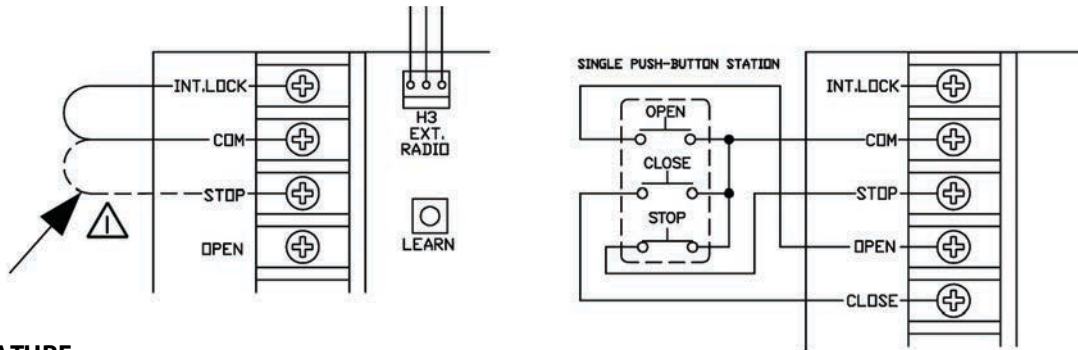 INT.LOCK
COM
STOP
OPEN
H3
EXT.
RADIO
LEARN
SINGLE PUSH-BUTTON STATION
OPEN
CLOSE
STOP
INT.LOCK
COM
STOP
OPEN
CLOSE